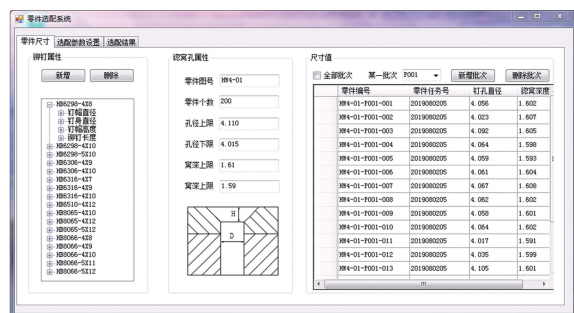 零件选配系统
零件尺寸 选配参数设置 选配结果
铆钉属性
新增 删除
HB6298-4X8
钉帽直径
钉身直径
钉帽高度
铆钉长度
HB6298-4X10
HB6298-5X10
HB6306-4X9
HB6306-4X10
HB6316-4X7
HB6316-4X9
HB6316-4X10
HB6510-4X12
HB8065-4X10
HB8065-4X12
HB8065-5X12
HB8066-4X8
HB8066-4X9
HB8066-4X10
HB8066-5X11
HB8066-5X12
锪窝孔属性
零件图号 HM4-01
零件个数 200
孔径上限 4.110
孔径下限 4.015
窝深上限 1.61
窝深上限 1.59
H
D
尺寸值
全部批次 某一批次 P001 新增批次 删除批次
零件编号 零件任务号 钉孔直径 锪窝深度
HM4-01-P001-001 2019080205 4.056 1.602
HM4-01-P001-002 2019080205 4.023 1.607
HM4-01-P001-003 2019080205 4.092 1.605
HM4-01-P001-004 2019080205 4.064 1.598
HM4-01-P001-005 2019080205 4.059 1.593
HM4-01-P001-006 2019080205 4.061 1.604
HM4-01-P001-007 2019080205 4.067 1.608
HM4-01-P001-008 2019080205 4.062 1.602
HM4-01-P001-009 2019080205 4.058 1.601
HM4-01-P001-010 2019080205 4.064 1.602
HM4-01-P001-011 2019080205 4.017 1.591
HM4-01-P001-012 2019080205 4.035 1.599
HM4-01-P001-013 2019080205 4.105 1.601